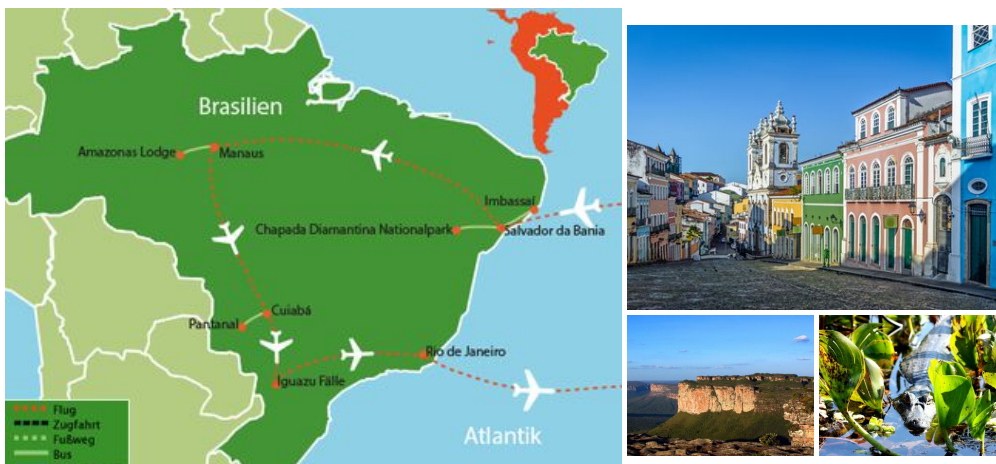 Brasilien
Amazonas Lodge
Manaus
Imbassaí
Chapada Diamantina Nationalpark
Salvador da Bania
Cuiabá
Pantanal
Rio de Janeiro
Iguazu Fälle
Flug
Zugfahrt
Fußweg
Bus
Atlantik